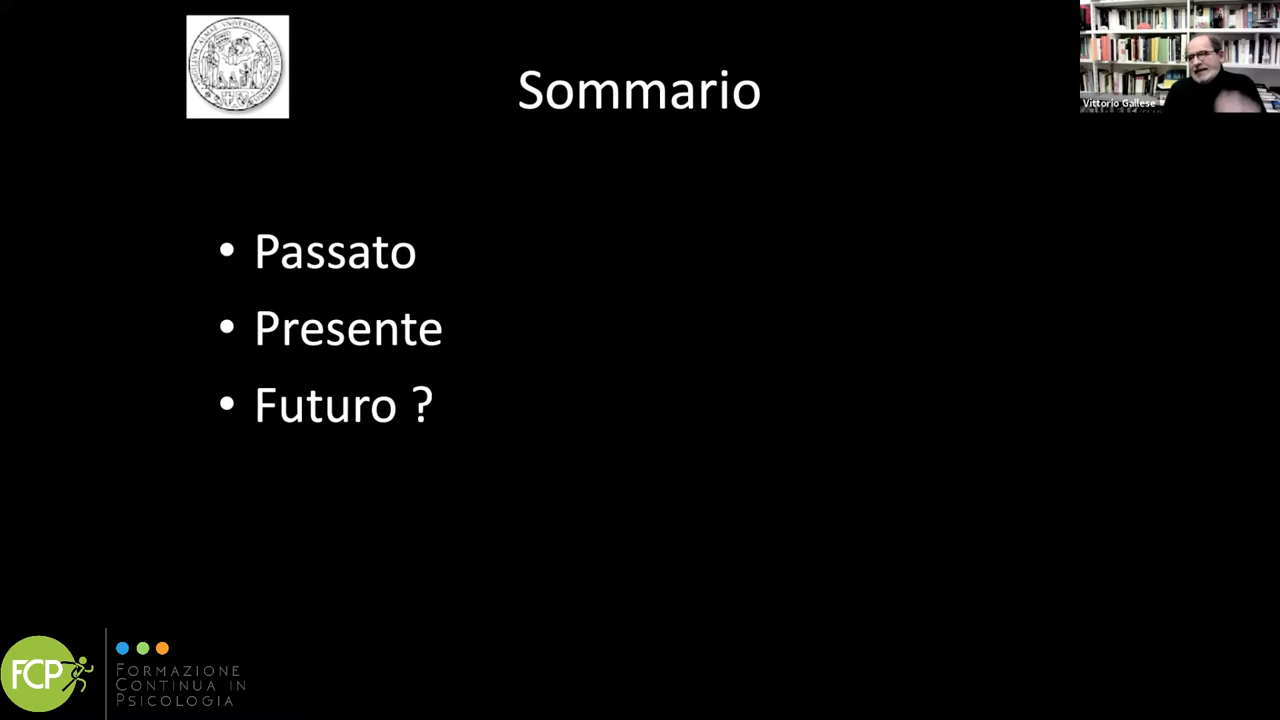 Sommario
Vittorio Gallese
• Passato
• Presente
• Futuro ?
FCP
FORMAZIONE
CONTINUA IN
PSICOLOGIA